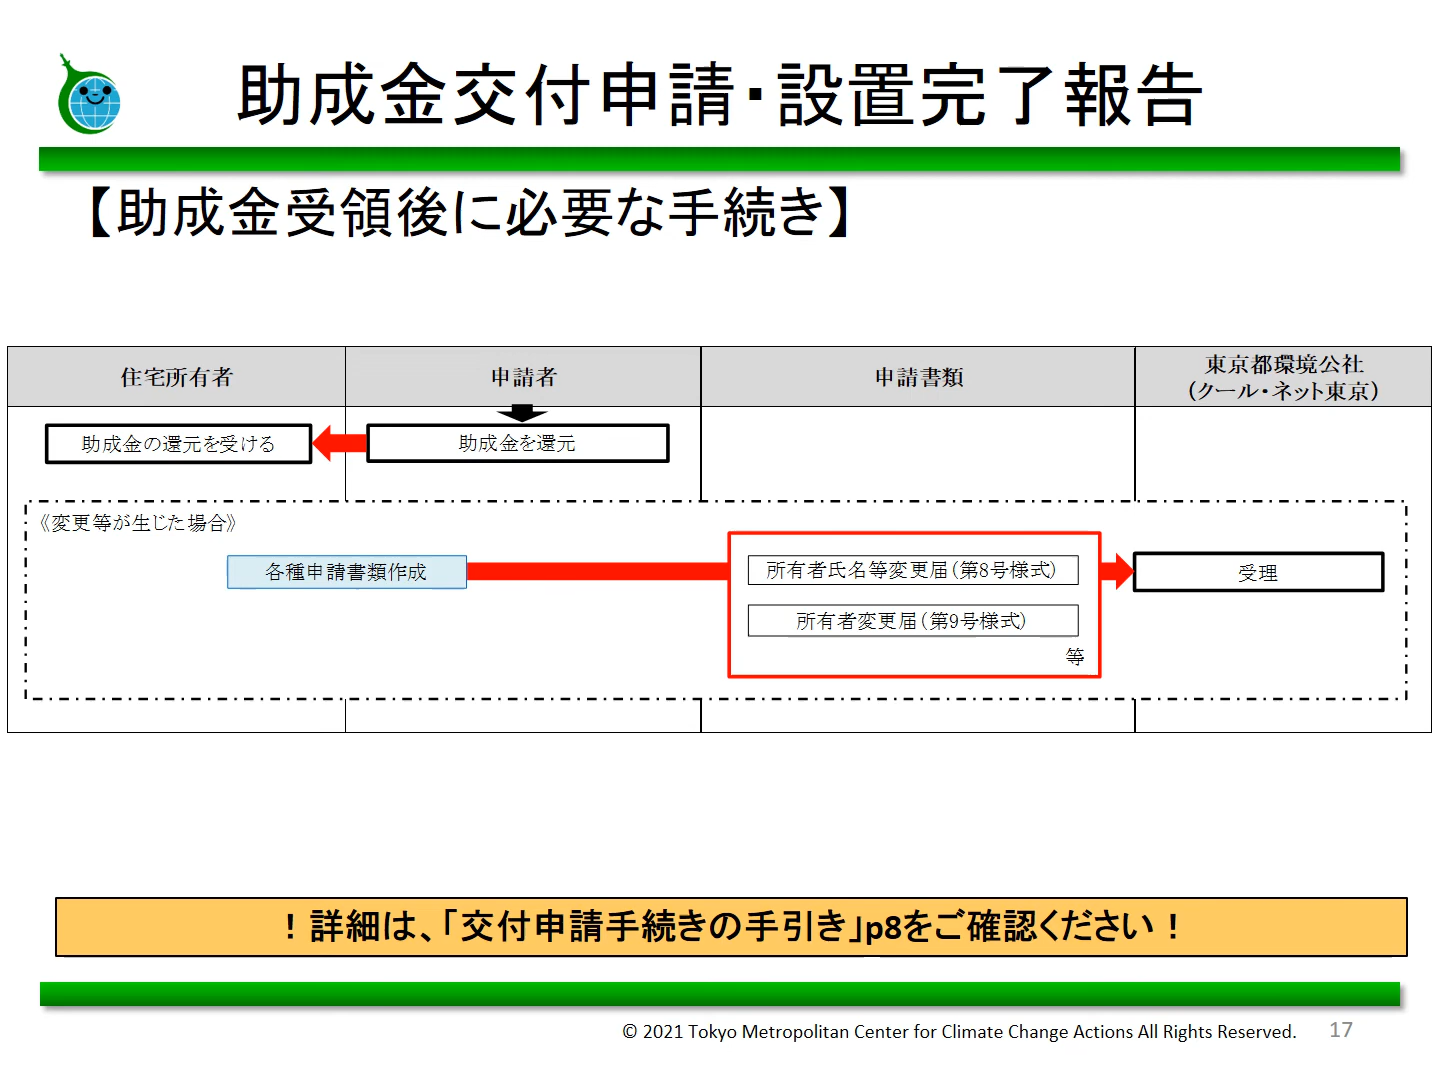 助成金交付申請・設置完了報告
【助成金受領後に必要な手続き】
住宅所有者
申請者
申請書類
東京都環境公社
(クール・ネット東京)
助成金の還元を受ける
助成金を還元
《変更等が生じた場合》
各種申請書類作成
所有者氏名等変更届(第8号様式)
受理
所有者変更届(第9号様式)
等
！詳細は、「交付申請手続きの手引き」p8をご確認ください！
© 2021 Tokyo Metropolitan Center for Climate Change Actions All Rights Reserved.
17